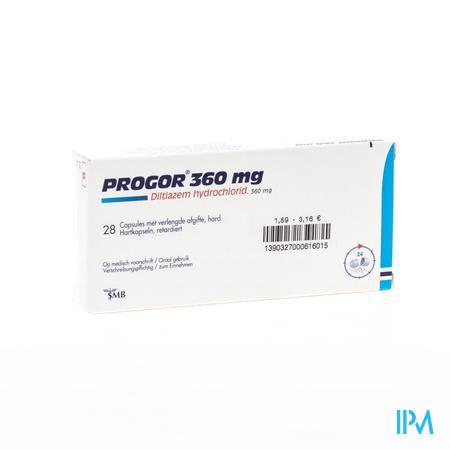 PROGOR® 360 mg
Diltiazem hydrochlorid. 360 mg
28 Capsules met verlengde afgifte, hard
Hartkapseln, retardiert
1,89 - 3,16 €
1390327000616015
24
Op medisch voorschrift / Oraal gebruik
Verschreibungspflichtig / zum Einnehmen
SMB
IPM